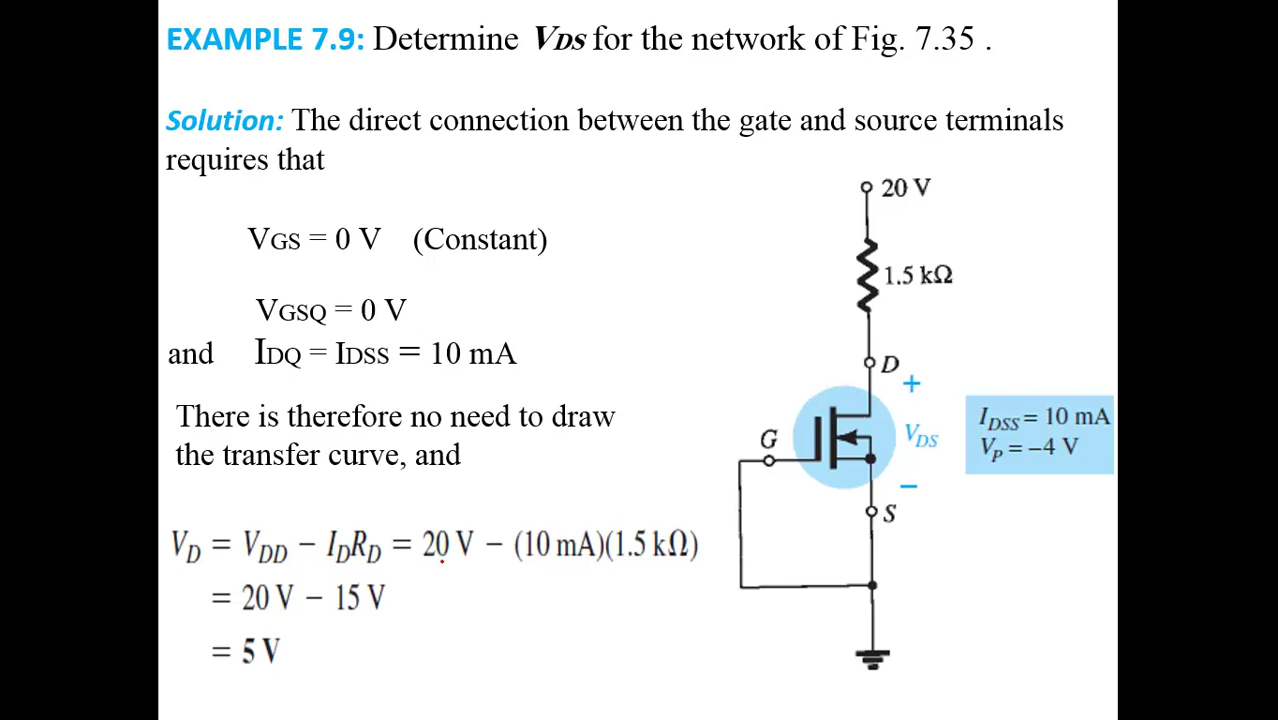 EXAMPLE 7.9: Determine VDS for the network of Fig. 7.35 .
Solution: The direct connection between the gate and source terminals
requires that
VGS = 0 V (Constant)
VGSQ = 0 V
and IDQ = IDSS = 10 mA
There is therefore no need to draw
the transfer curve, and
VD = VDD − IDRD = 20 V − (10 mA)(1.5 kΩ)
= 20 V − 15 V
= 5 V
20 V
1.5 kΩ
D
+
G
VDS
−
S
IDSS = 10 mA
Vp = −4 V